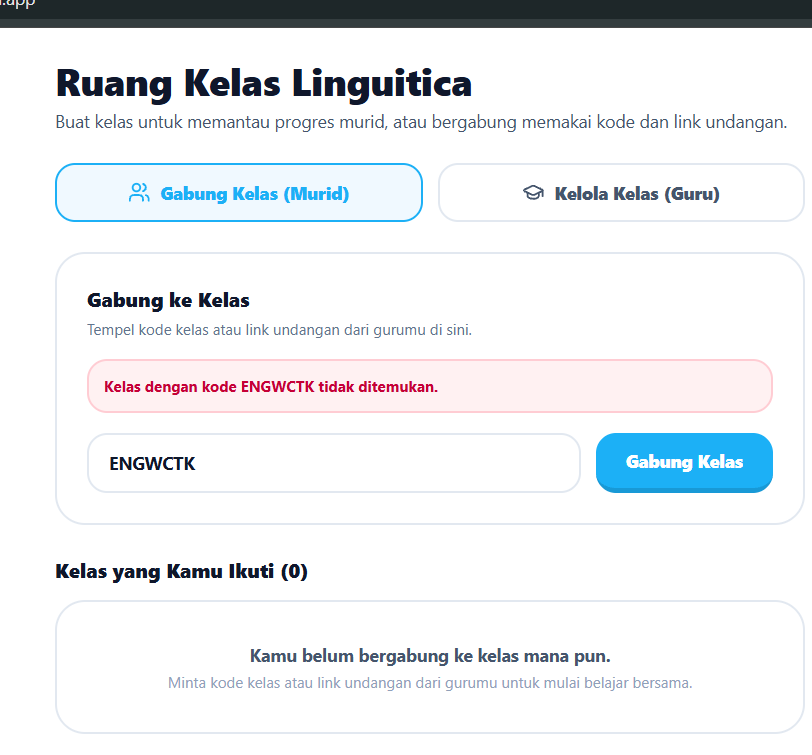 Ruang Kelas Linguitica
Buat kelas untuk memantau progres murid, atau bergabung memakai kode dan link undangan.
Gabung Kelas (Murid)
Kelola Kelas (Guru)
Gabung ke Kelas
Tempel kode kelas atau link undangan dari gurumu di sini.
Kelas dengan kode ENGWCTK tidak ditemukan.
ENGWCTK
Gabung Kelas
Kelas yang Kamu Ikuti (0)
Kamu belum bergabung ke kelas mana pun.
Minta kode kelas atau link undangan dari gurumu untuk mulai belajar bersama.